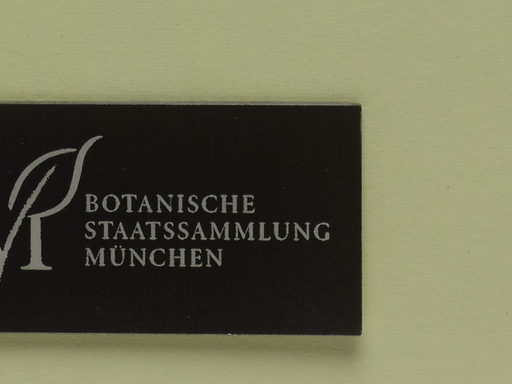 BOTANISCHE
STAATSSAMMLUNG
MÜNCHEN